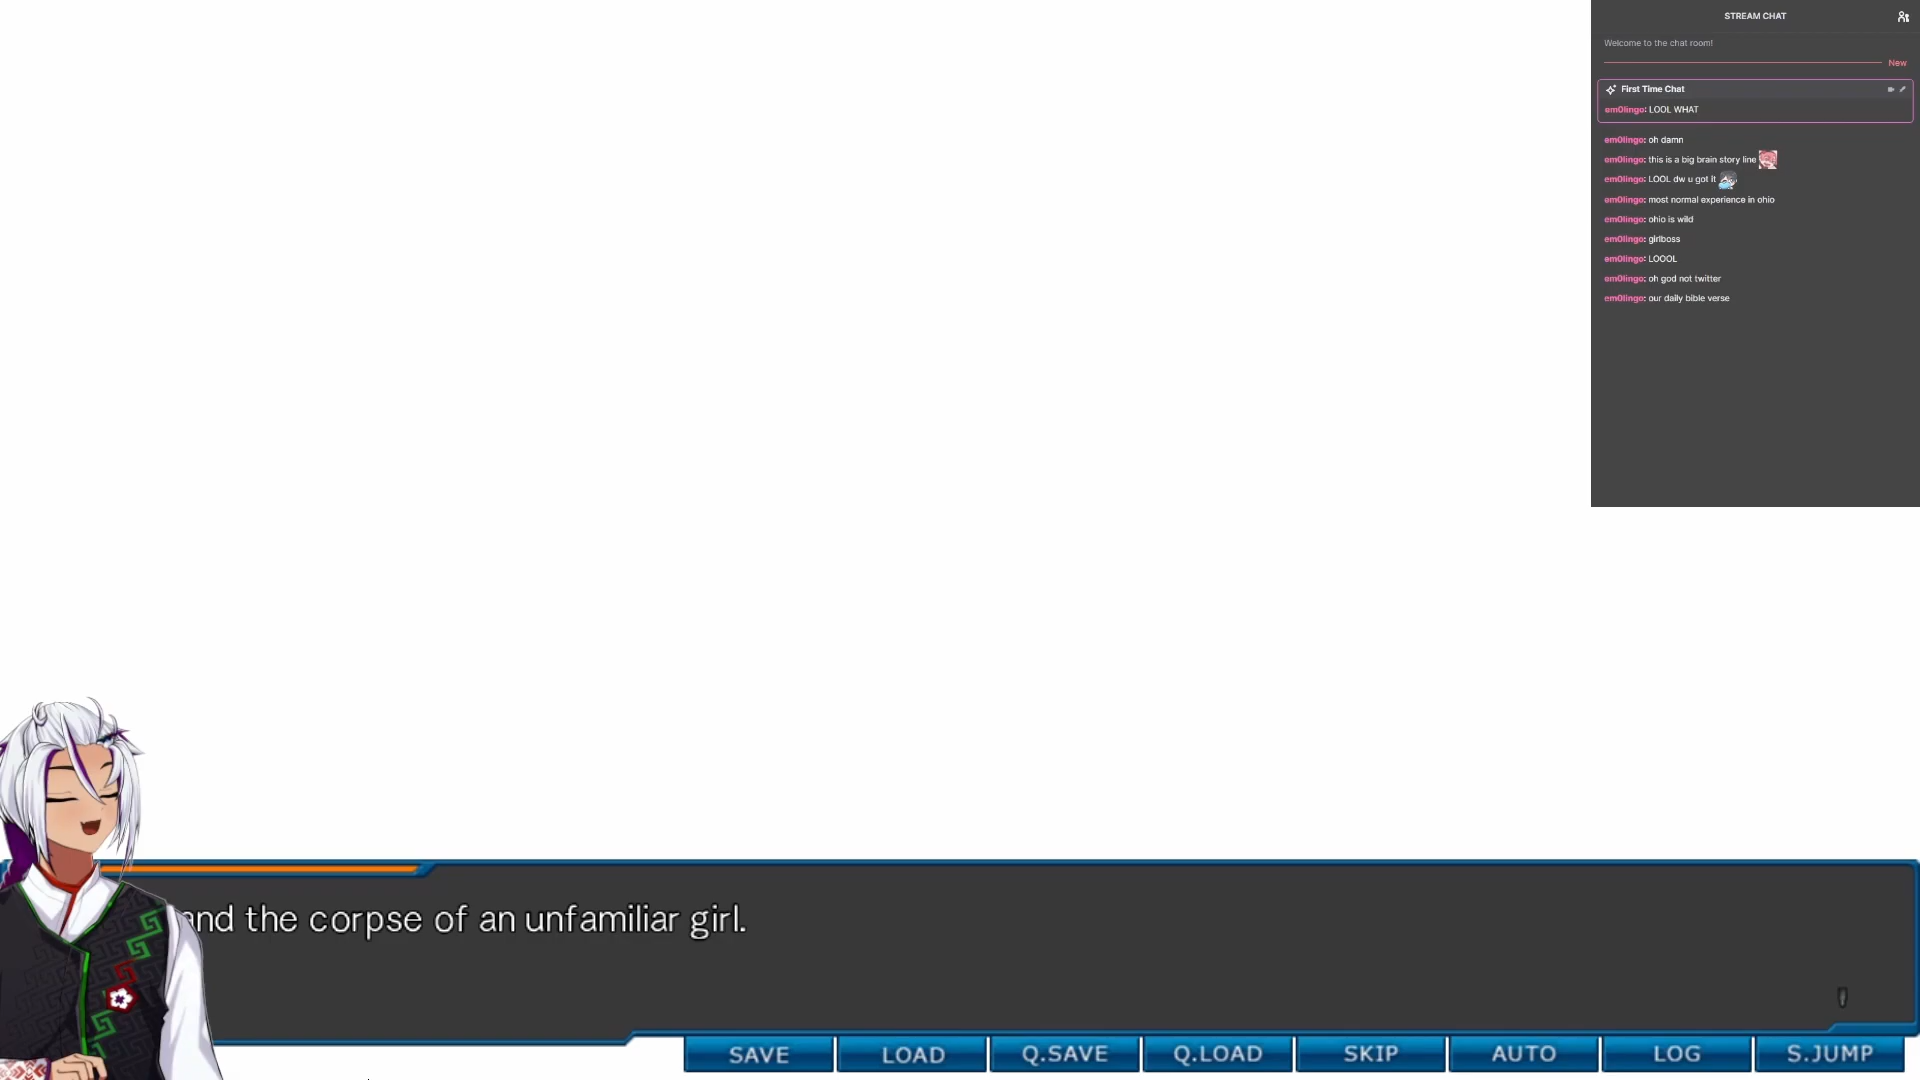 STREAM CHAT
Welcome to the chat room!
New
First Time Chat
em0lingo: LOOL WHAT
em0lingo: oh damn
em0lingo: this is a big brain story line
em0lingo: LOOL dw u got it
em0lingo: most normal experience in ohio
em0lingo: ohio is wild
em0lingo: girlboss
em0lingo: LOOOL
em0lingo: oh god not twitter
em0lingo: our daily bible verse
and the corpse of an unfamiliar girl.
SAVE
LOAD
Q.SAVE
Q.LOAD
SKIP
AUTO
LOG
S.JUMP